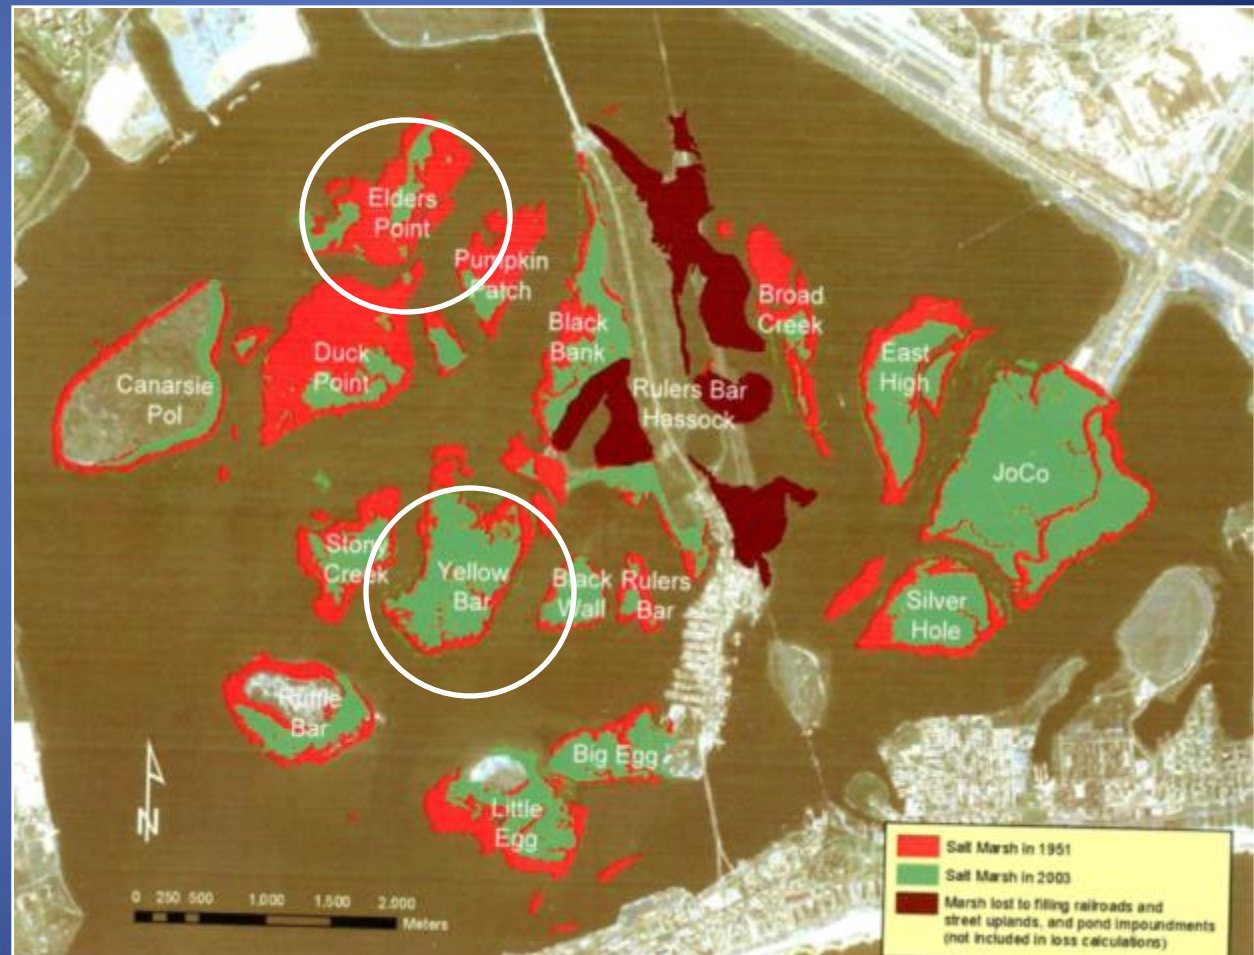 Elders
Point
Pumpkin
Patch
Broad
Creek
Black
Bank
Duck
Point
East
High
Canarsie
Pol
Rulers Bar
Hassock
JoCo
Stony
Creek
Yellow
Bar
Black
Wall
Rulers
Bar
Silver
Hole
Ruffle
Bar
Big Egg
Little
Egg
N
0 250 500 1,000 1,500 2,000
Meters
Salt Marsh in 1951
Salt Marsh in 2003
Marsh lost to filling railroads and
street uplands, and pond impoundments
(not included in loss calculations)